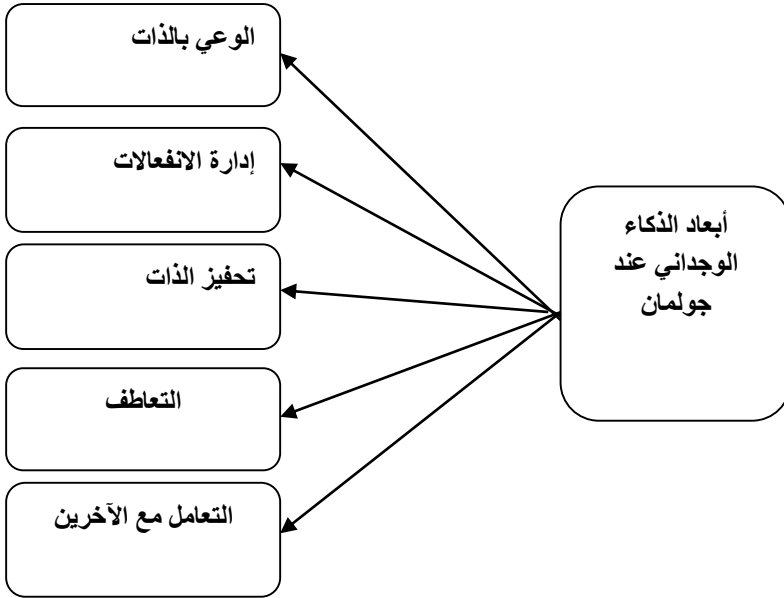 أبعاد الذكاء
الوجداني عند
جولمان
الوعي بالذات
إدارة الانفعالات
تحفيز الذات
التعاطف
التعامل مع الآخرين